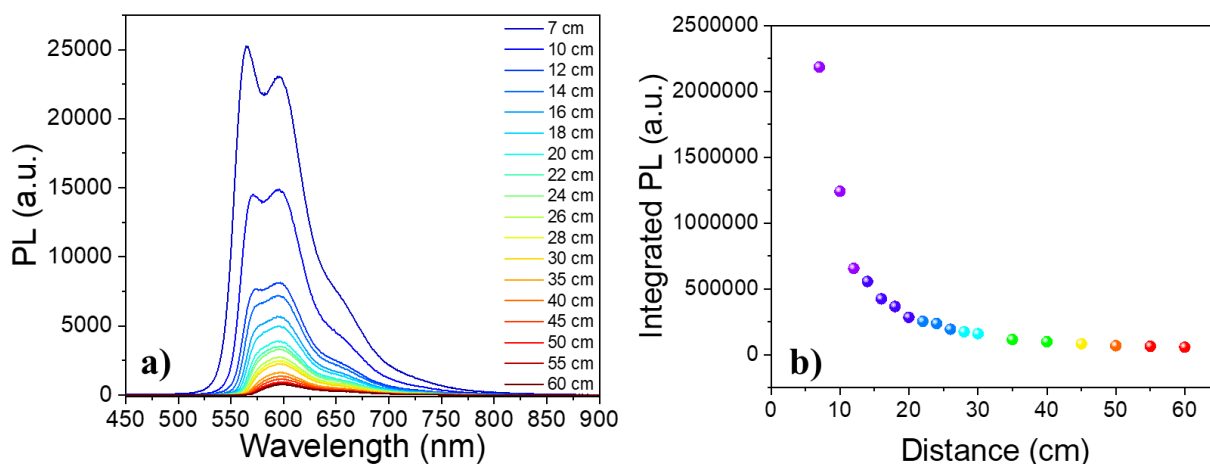 PL (a.u.)
25000
20000
15000
10000
5000
0
7 cm
10 cm
12 cm
14 cm
16 cm
18 cm
20 cm
22 cm
24 cm
26 cm
28 cm
30 cm
35 cm
40 cm
45 cm
50 cm
55 cm
60 cm
a)
450 500 550 600 650 700 750 800 850 900
Wavelength (nm)
Integrated PL (a.u.)
2500000
2000000
1500000
1000000
500000
0
b)
0 10 20 30 40 50 60
Distance (cm)